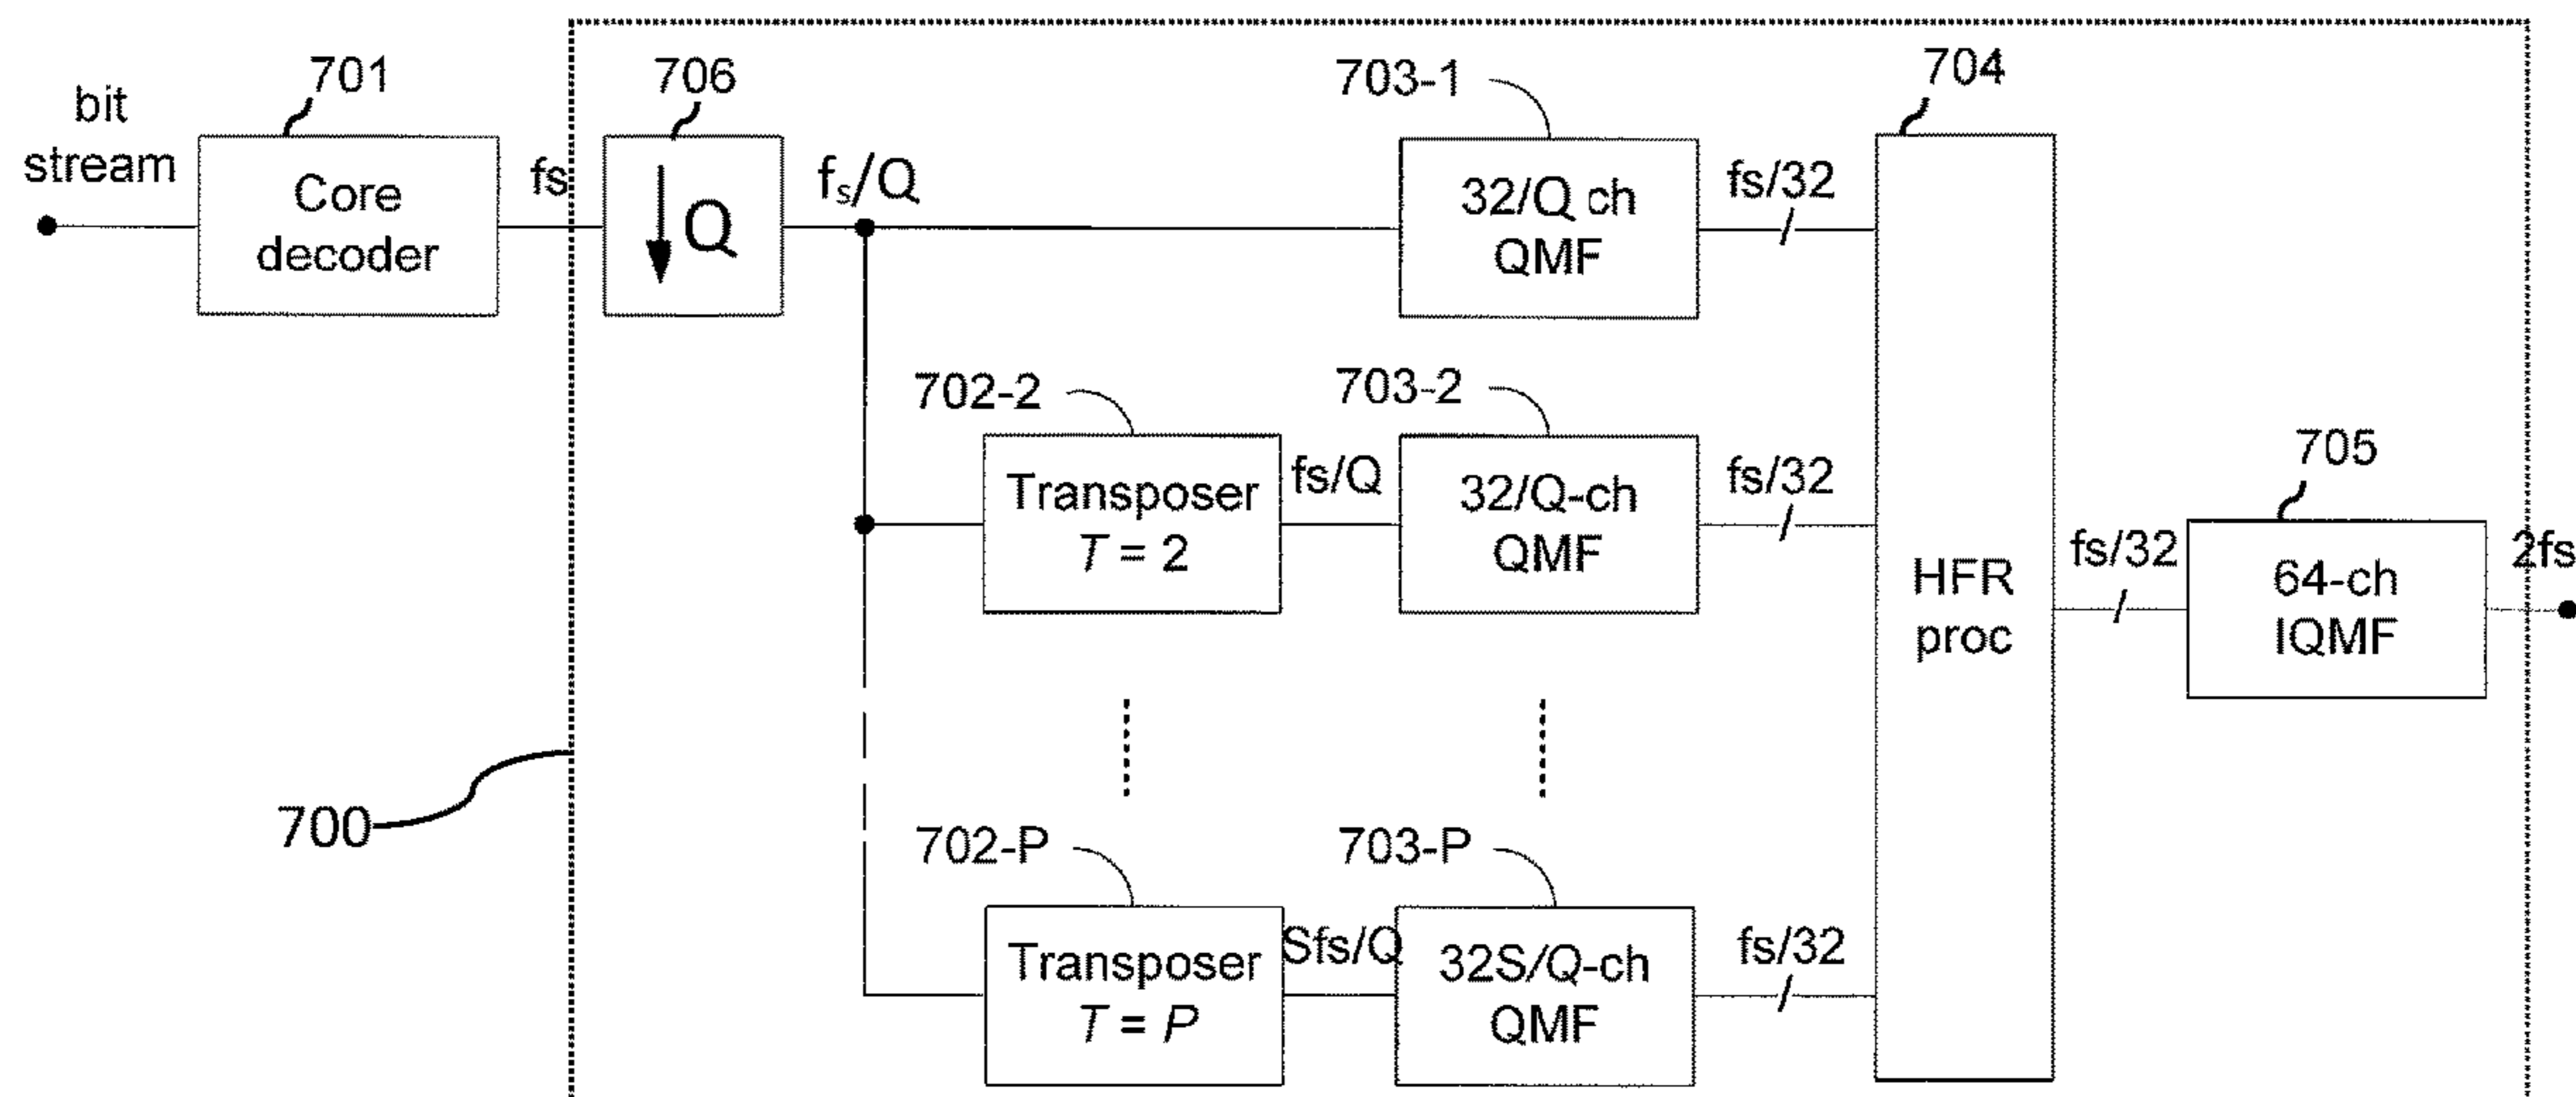 bit
stream
701
Core
decoder
fs
706
↓Q
fₛ/Q
703-1
32/Q ch
QMF
fs/32
704
HFR
proc
702-2
Transposer
T = 2
fs/Q
703-2
32/Q-ch
QMF
fs/32
fs/32
705
64-ch
IQMF
2fs
700
702-P
Transposer
T = P
Sfs/Q
703-P
32S/Q-ch
QMF
fs/32